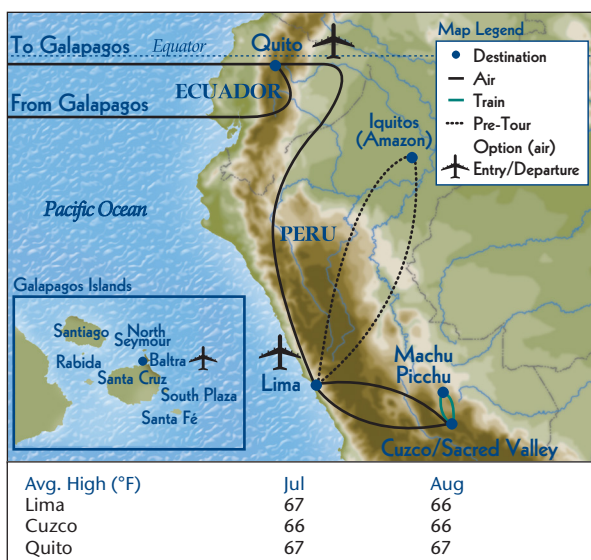 To Galapagos
Equator
Quito
ECUADOR
From Galapagos
Map Legend
Destination
Air
Train
Pre-Tour
Option (air)
Entry/Departure
Iquitos
(Amazon)
Pacific Ocean
PERU
Galapagos Islands
Santiago
North
Seymour
Baltra
Rabida
Santa Cruz
South Plaza
Santa Fé
Lima
Machu
Picchu
Cuzco/Sacred Valley
Avg. High (°F) Jul Aug
Lima 67 66
Cuzco 66 66
Quito 67 67